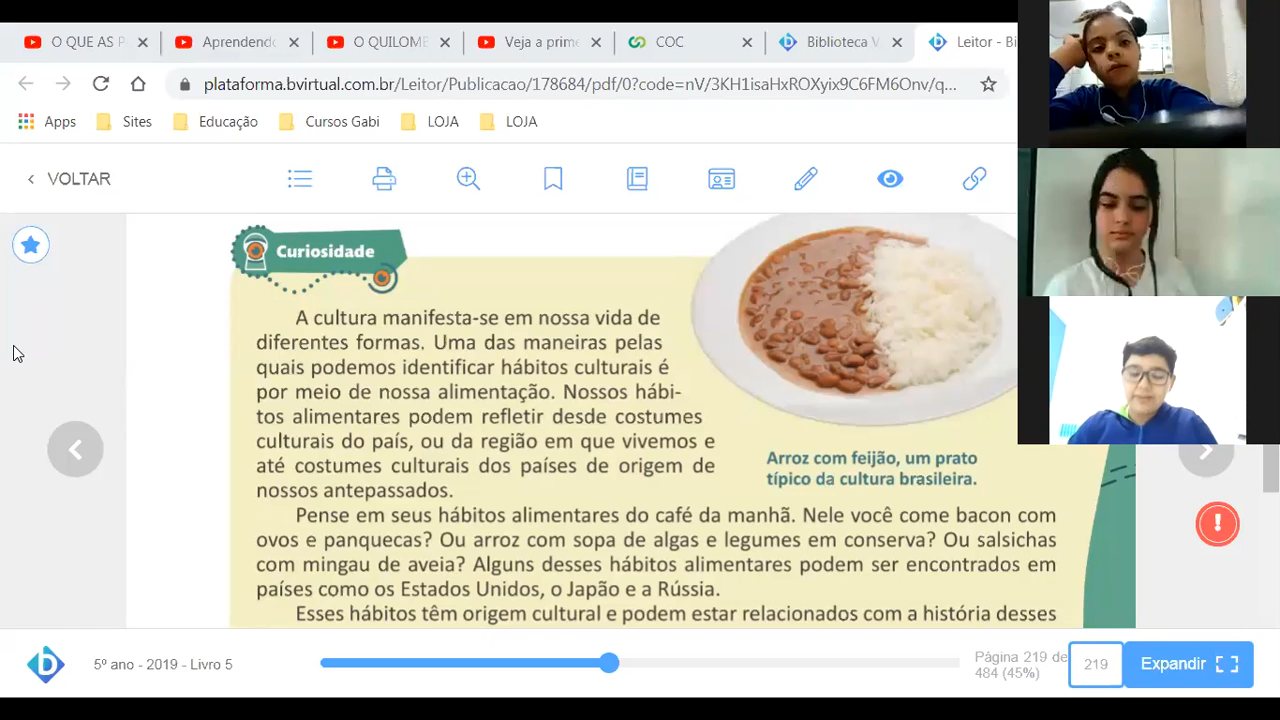 O QUE AS P
Aprendendo
O QUILOME
Veja a prime
COC
Biblioteca V
Leitor - Bi
plataforma.bvirtual.com.br/Leitor/Publicacao/178684/pdf/0?code=nV/3KH1isaHxROXyix9C6FM6Onv/q...
Apps
Sites
Educação
Cursos Gabi
LOJA
LOJA
VOLTAR
Curiosidade
A cultura manifesta-se em nossa vida de
diferentes formas. Uma das maneiras pelas
quais podemos identificar hábitos culturais é
por meio de nossa alimentação. Nossos hábi-
tos alimentares podem refletir desde costumes
culturais do país, ou da região em que vivemos e
até costumes culturais dos países de origem de
nossos antepassados.
Arroz com feijão, um prato
típico da cultura brasileira.
Pense em seus hábitos alimentares do café da manhã. Nele você come bacon com
ovos e panquecas? Ou arroz com sopa de algas e legumes em conserva? Ou salsichas
com mingau de aveia? Alguns desses hábitos alimentares podem ser encontrados em
países como os Estados Unidos, o Japão e a Rússia.
Esses hábitos têm origem cultural e podem estar relacionados com a história desses
5º ano - 2019 - Livro 5
Página 219 de
484 (45%)
219
Expandir